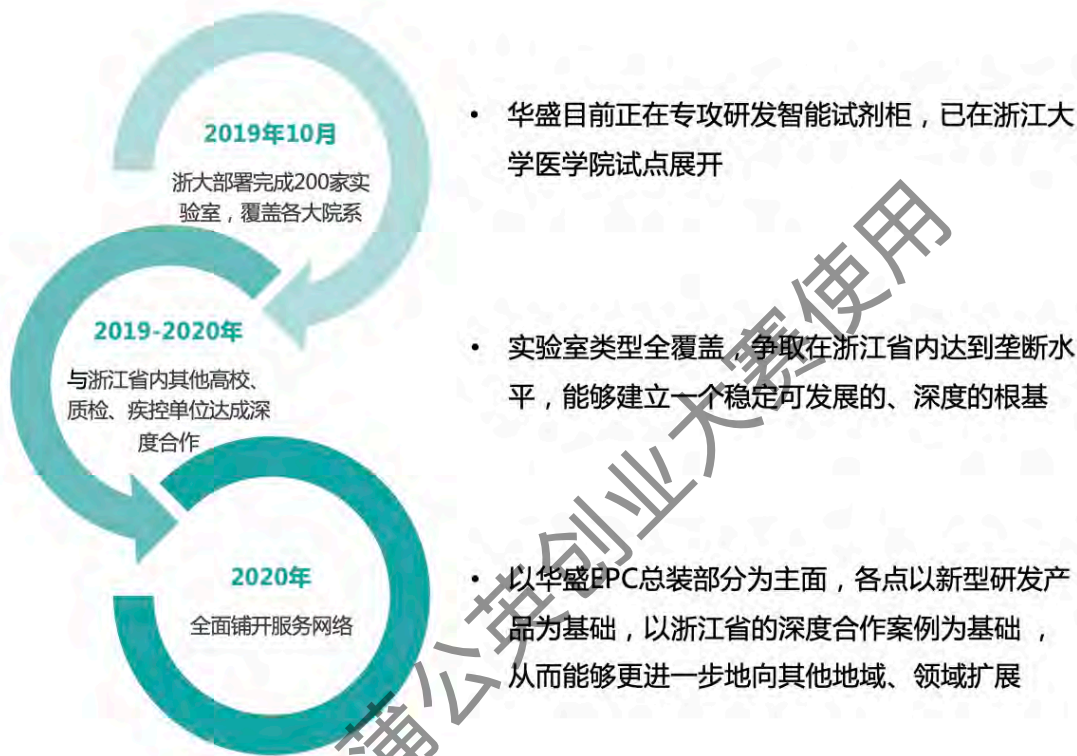 2019年10月
浙大部署完成200家实
验室，覆盖各大院系
• 华盛目前正在专攻研发智能试剂柜，已在浙江大
学医学院试点展开
2019-2020年
与浙江省内其他高校、
质检、疾控单位达成深
度合作
• 实验室类型全覆盖，争取在浙江省内达到垄断水
平，能够建立一个稳定可发展的、深度的根基
2020年
全面铺开服务网络
• 以华盛EPC总装部分为主面，各点以新型研发产
品为基础，以浙江省的深度合作案例为基础，
从而能够更进一步地向其他地域、领域扩展
蒲公英创业大赛使用